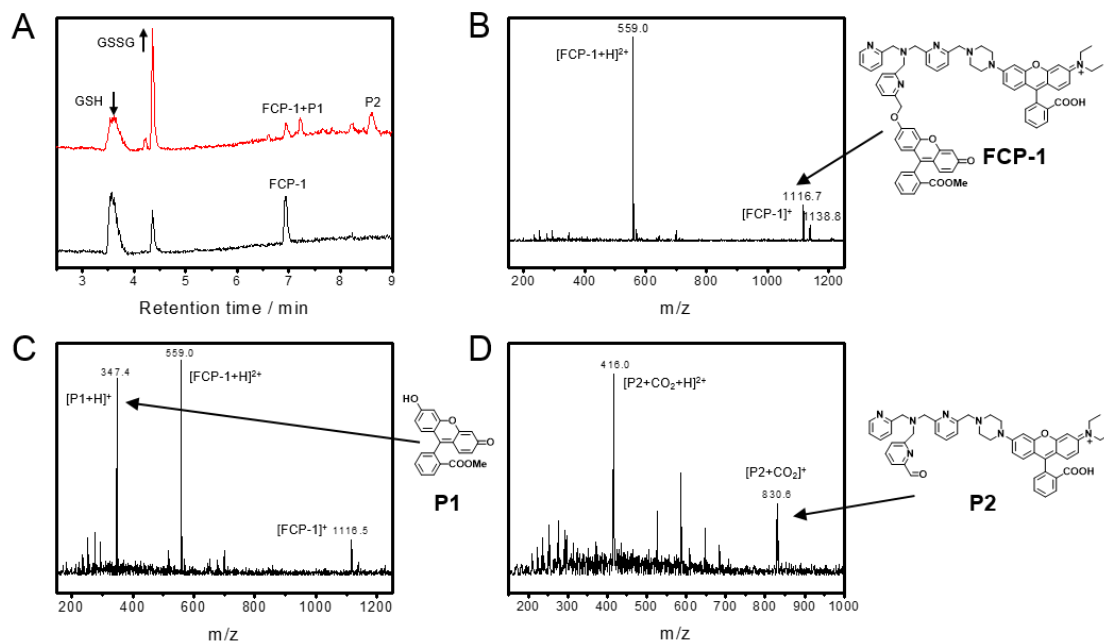 A
GSSG
GSH
FCP-1+P1
P2
FCP-1
3
4
5
6
7
8
9
Retention time / min
B
559.0
[FCP-1+H]²⁺
[FCP-1]⁺
1116.7
1138.8
200
400
600
800
1000
1200
m/z
N
N
N
N
N
N
O
N
+
COOH
N
O
O
O
COOMe
FCP-1
C
347.4
559.0
[P1+H]⁺
[FCP-1+H]²⁺
[FCP-1]⁺ 1116.5
200
400
600
800
1000
1200
m/z
HO
O
O
COOMe
P1
D
416.0
[P2+CO₂+H]²⁺
[P2+CO₂]⁺
830.6
200
300
400
500
600
700
800
900
1000
m/z
N
N
N
N
N
O
N
+
N
O
COOH
P2